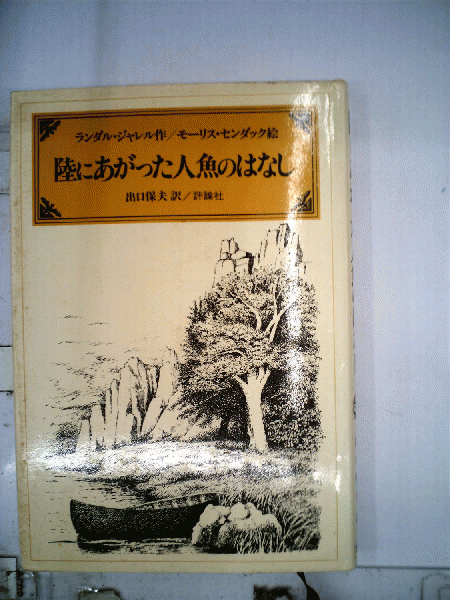 ランダル・ジャレル作／モーリス・センダック絵
陸にあがった人魚のはなし
出口保夫 訳／評論社